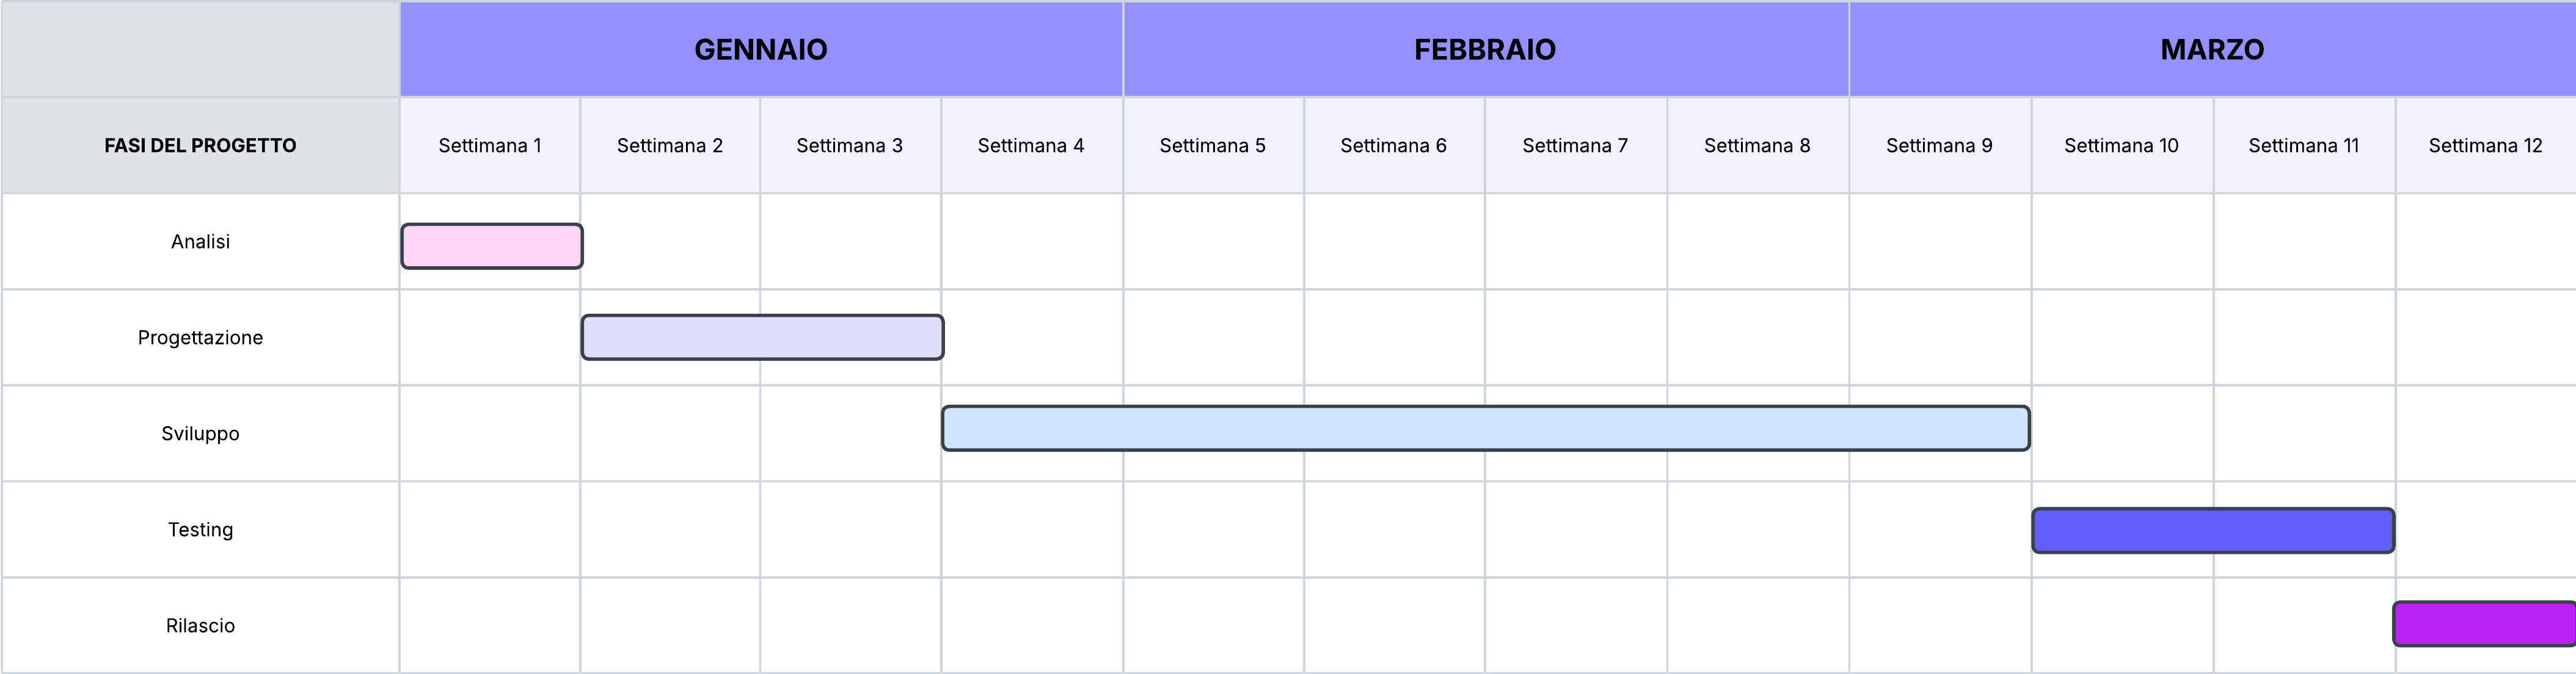 GENNAIO FEBBRAIO MARZO
FASI DEL PROGETTO Settimana 1 Settimana 2 Settimana 3 Settimana 4 Settimana 5 Settimana 6 Settimana 7 Settimana 8 Settimana 9 Settimana 10 Settimana 11 Settimana 12
Analisi
Progettazione
Sviluppo
Testing
Rilascio